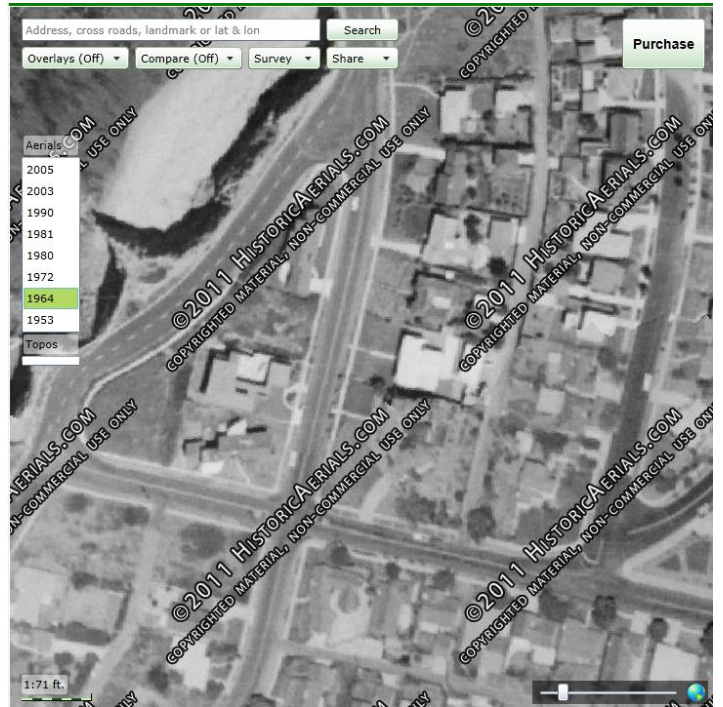 Address, cross roads, landmark or lat & lon
Search
Purchase
Overlays (Off)
Compare (Off)
Survey
Share
Aerials
2005
2003
1990
1981
1980
1972
1964
1953
Topos
©2011 HISTORICAERIALS.COM
COPYRIGHTED MATERIAL, NON-COMMERCIAL USE ONLY
©2011 HISTORICAERIALS.COM
COPYRIGHTED MATERIAL, NON-COMMERCIAL USE ONLY
©2011 HISTORICAERIALS.COM
COPYRIGHTED MATERIAL, NON-COMMERCIAL USE ONLY
©2011 HISTORICAERIALS.COM
COPYRIGHTED MATERIAL, NON-COMMERCIAL USE ONLY
1:71 ft.